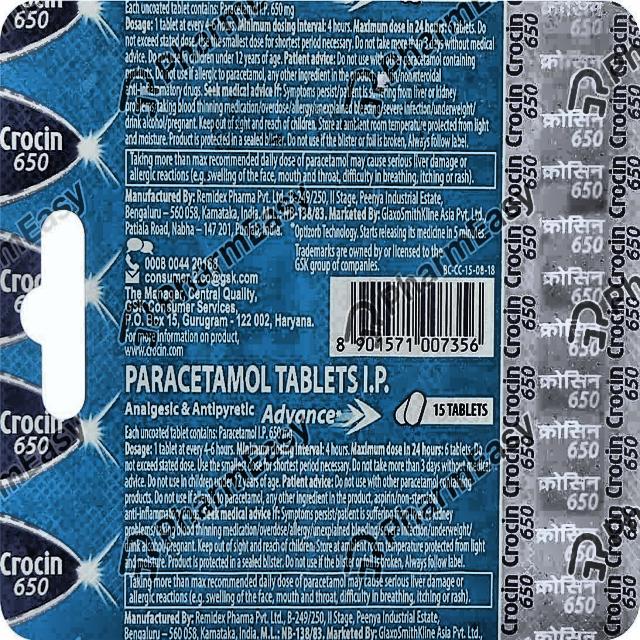 Each uncoated tablet contains: Paracetamol I.P. 650 mg
Dosage: 1 tablet at every 4-6 hours. Minimum dosing interval: 4 hours. Maximum dose in 24 hours: 6 tablets. Do
not exceed stated dose. Use the smallest dose for shortest period necessary. Do not take more than 3 days without medical
advice. Do not use in children under 12 years of age. Patient advice: Do not use with other paracetamol containing
products. Do not use if allergic to paracetamol, any other ingredient in the product, aspirin/nonsteroidal
anti-inflammatory drugs. Seek medical advice if: Symptoms persist/patient is suffering from liver or kidney
problems/taking blood thinning medication/overdose/allergy/unexplained bleeding/severe infection/underweight/
drink alcohol/pregnant. Keep out of sight and reach of children. Store at ambient room temperature protected from light
and moisture. Product is protected in a sealed blister. Do not use if the blister or foil is broken. Always follow label.
Taking more than max recommended daily dose of paracetamol may cause serious liver damage or
allergic reactions (e.g. swelling of the face, mouth and throat, difficulty in breathing, itching or rash).
Manufactured By: Remidex Pharma Pvt. Ltd., B-249/250, II Stage, Peenya Industrial Estate,
Bengaluru – 560 058, Karnataka, India. M.L.: NB-138/83. Marketed By: GlaxoSmithKline Asia Pvt. Ltd.,
Patiala Road, Nabha – 147 201, Punjab, India. *Optizorb Technology. Starts releasing its medicine in 5 minutes.
Trademarks are owned by or licensed to the
GSK group of companies.
BC-CC-15-08-18
0008 0044 20168
consumer.cc@gsk.com
The Manager, Central Quality,
GSK Consumer Services,
P.O. Box 15, Gurugram - 122 002, Haryana.
For more information on product,
www.crocin.com
8 901571 007356
PARACETAMOL TABLETS I.P.
Analgesic & Antipyretic Advance*
15 TABLETS
Each uncoated tablet contains: Paracetamol I.P. 650 mg
Dosage: 1 tablet at every 4-6 hours. Minimum dosing interval: 4 hours. Maximum dose in 24 hours: 6 tablets. Do
not exceed stated dose. Use the smallest dose for shortest period necessary. Do not take more than 3 days without medical
advice. Do not use in children under 12 years of age. Patient advice: Do not use with other paracetamol containing
products. Do not use if allergic to paracetamol, any other ingredient in the product, aspirin/non-steroidal
anti-inflammatory drugs. Seek medical advice if: Symptoms persist/patient is suffering from liver or kidney
problems/taking blood thinning medication/overdose/allergy/unexplained bleeding/severe infection/underweight/
drink alcohol/pregnant. Keep out of sight and reach of children. Store at ambient room temperature protected from light
and moisture. Product is protected in a sealed blister. Do not use if the blister or foil is broken. Always follow label.
Taking more than max recommended daily dose of paracetamol may cause serious liver damage or
allergic reactions (e.g. swelling of the face, mouth and throat, difficulty in breathing, itching or rash).
Manufactured By: Remidex Pharma Pvt. Ltd., B-249/250, II Stage, Peenya Industrial Estate,
Bengaluru – 560 058, Karnataka, India. M.L.: NB-138/83. Marketed By: GlaxoSmithKline Asia Pvt. Ltd.,
650
Crocin
650
Crocin
650
Crocin
650
Crocin 650
Crocin 650
Crocin 650
Crocin 650
Crocin 650
Crocin 650
क्रोसिन
650
क्रोसिन
650
क्रोसिन
650
क्रोसिन
650
क्रोसिन
650
क्रोसिन
650
क्रोसिन
650
क्रोसिन
650
PharmEasy
PharmEasy
PharmEasy